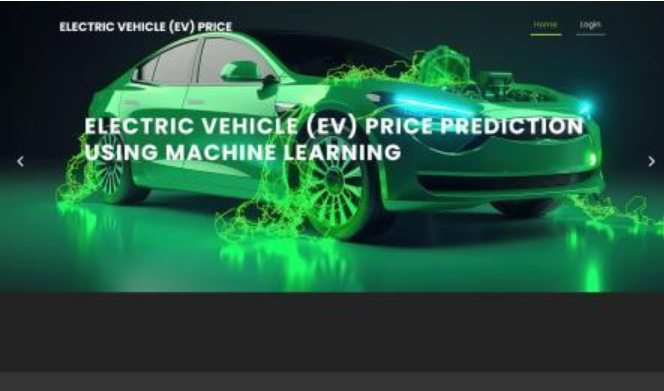 ELECTRIC VEHICLE (EV) PRICE
Home Login
ELECTRIC VEHICLE (EV) PRICE PREDICTION
USING MACHINE LEARNING